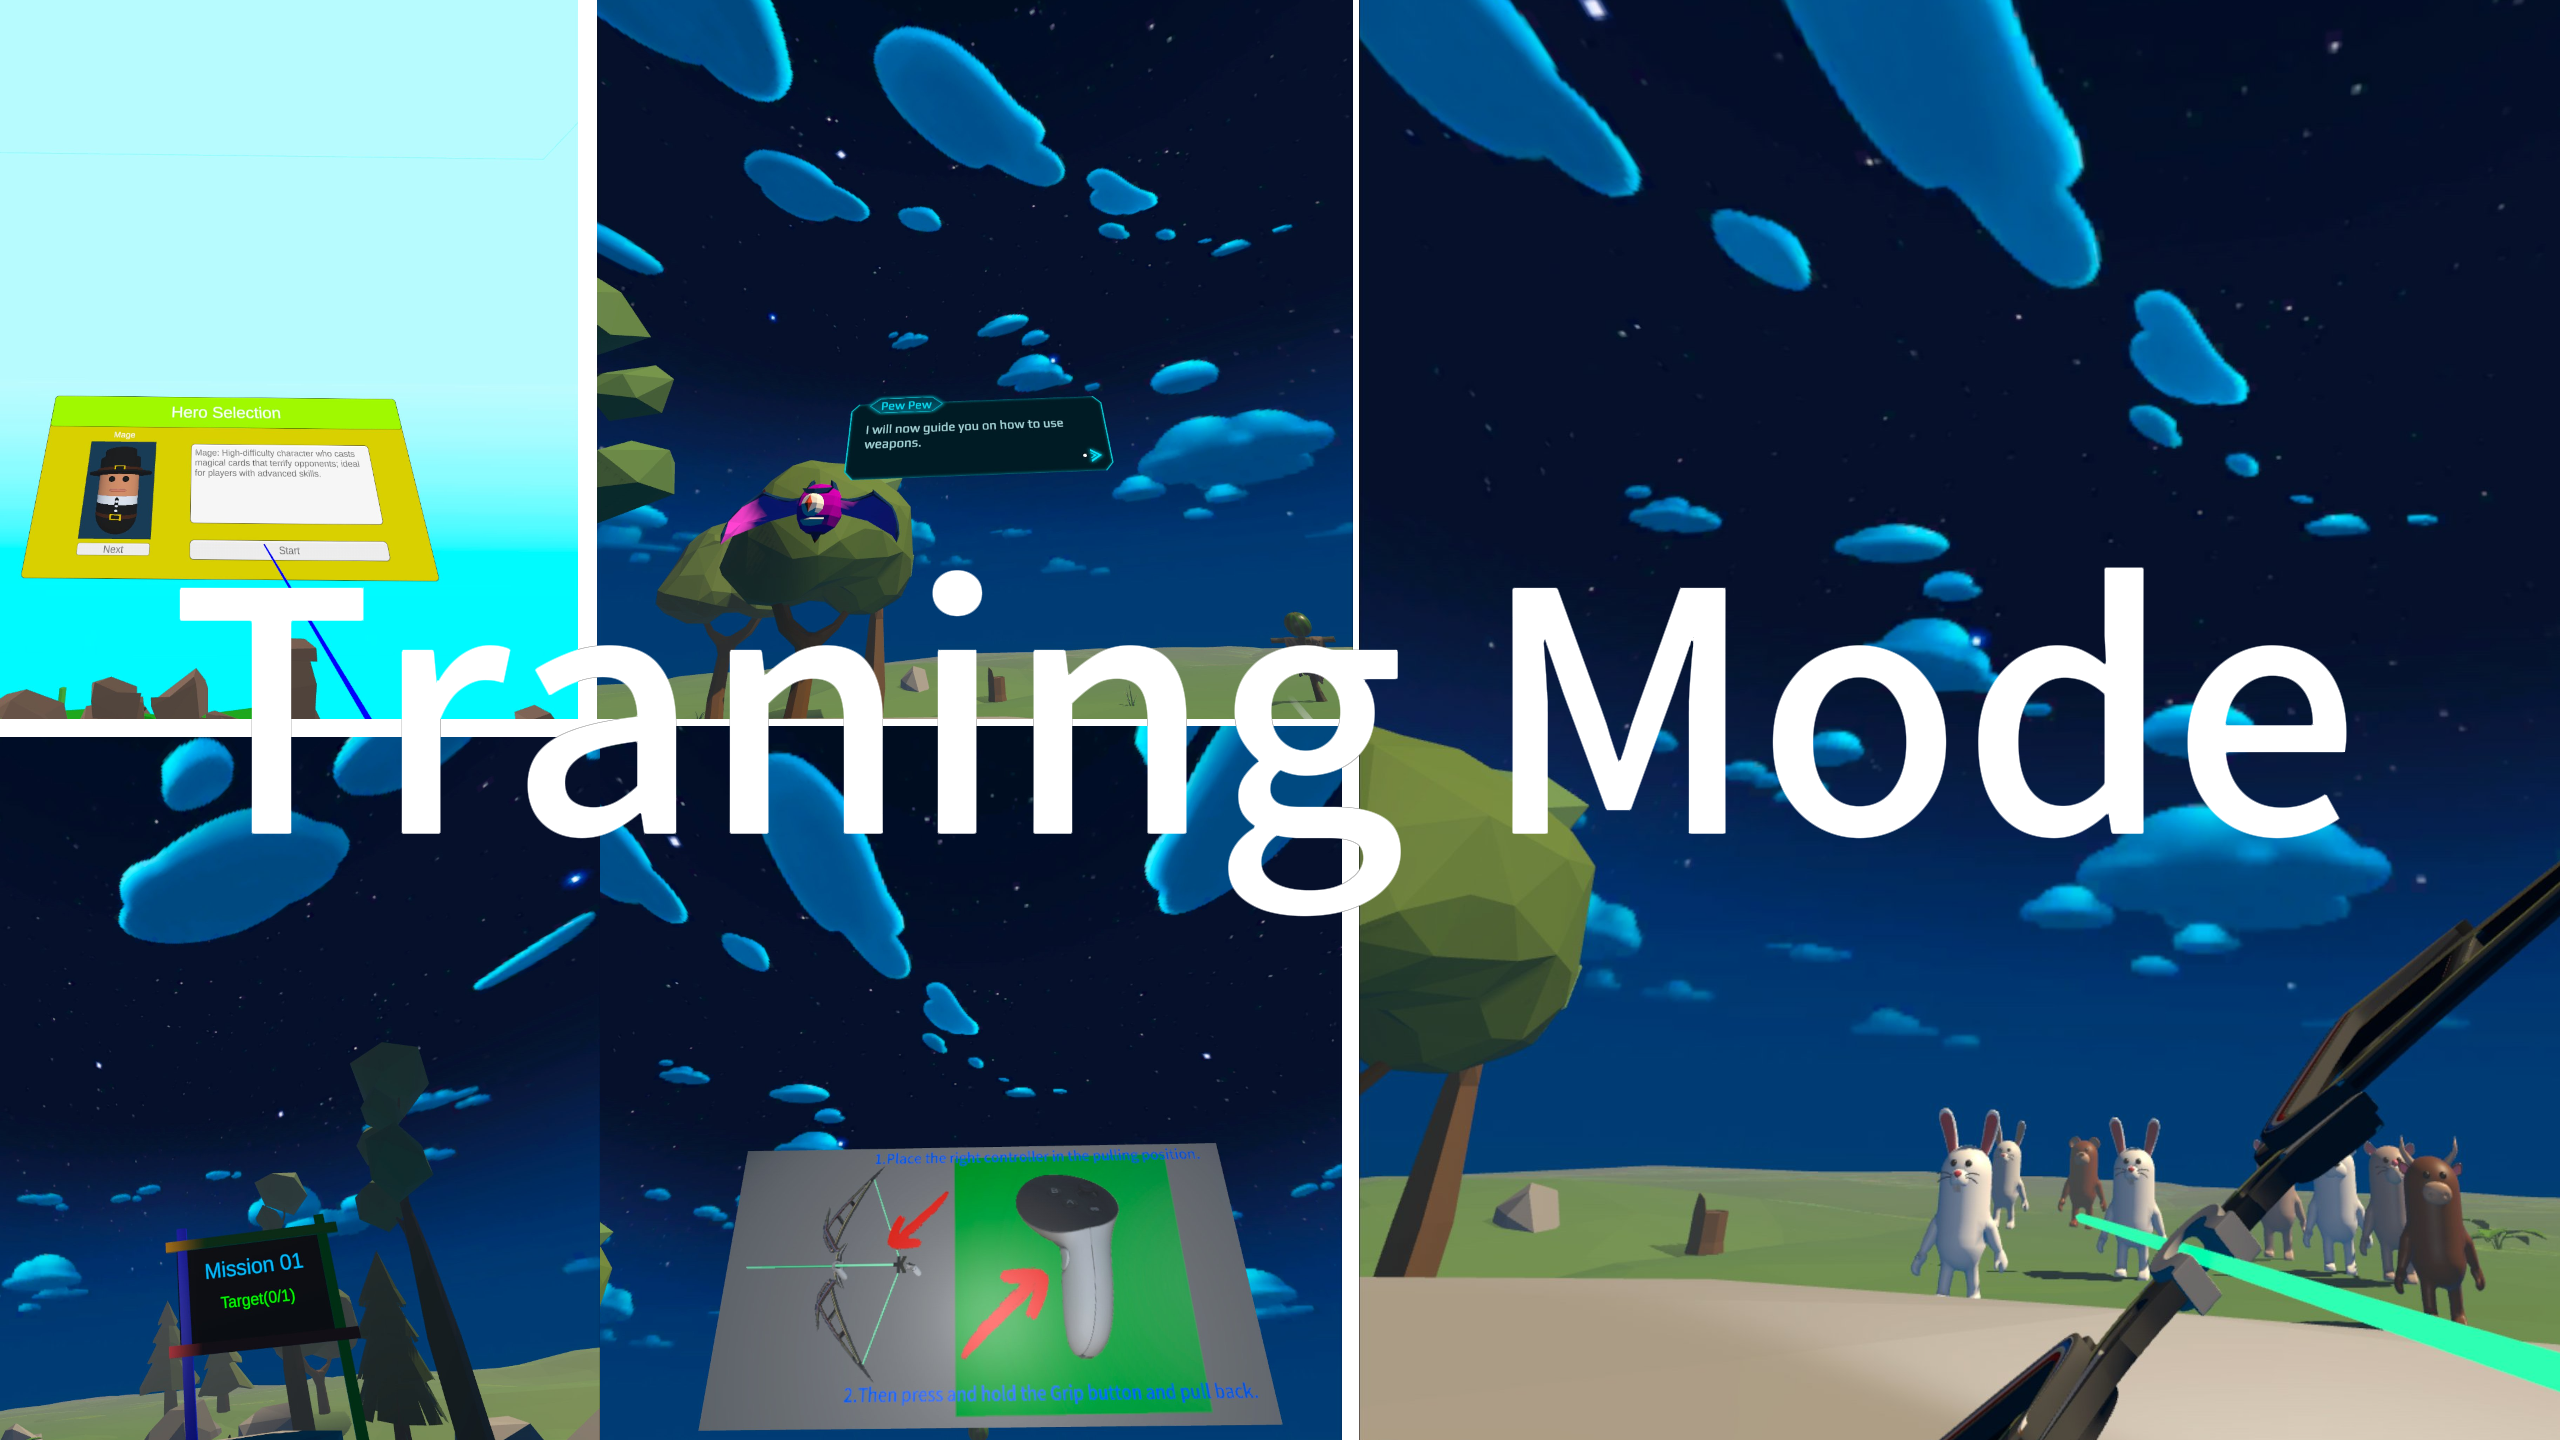 Hero Selection
Mage
Mage: High-difficulty character who casts
magical cards that terrify opponents; ideal
for players with advanced skills.
Next
Start
Pew Pew
I will now guide you on how to use
weapons.
Traning Mode
Mission 01
Target(0/1)
1.Place the right controller in the pulling position.
2.Then press and hold the Grip button and pull back.